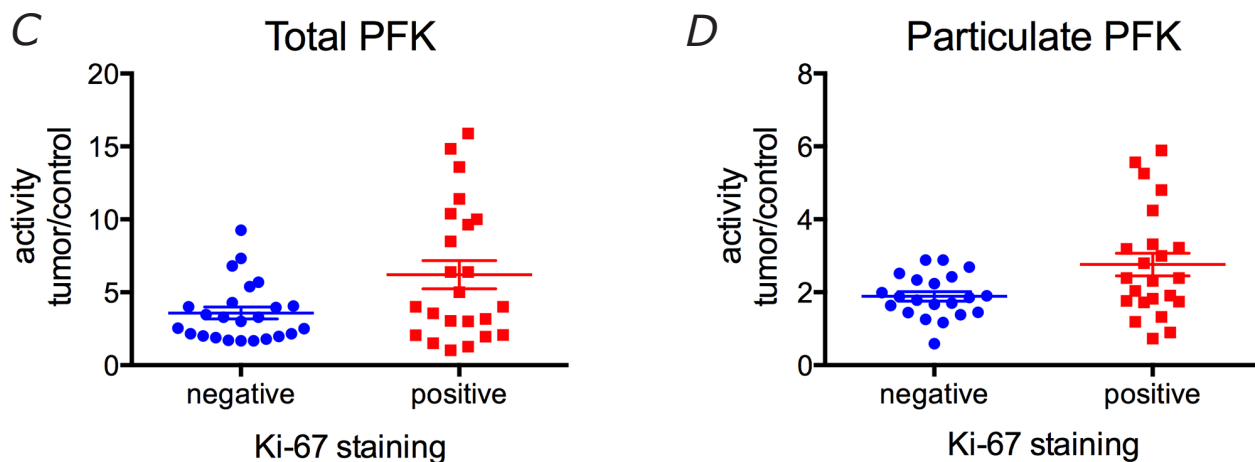 C
Total PFK
activity
tumor/control
20
15
10
5
0
negative
positive
Ki-67 staining
D
Particulate PFK
activity
tumor/control
8
6
4
2
0
negative
positive
Ki-67 staining